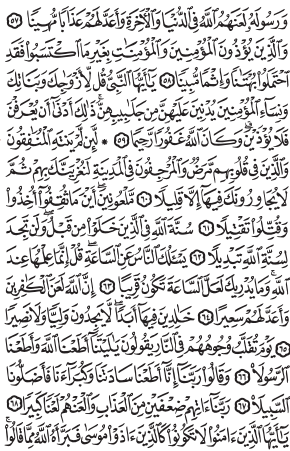 وَرَسُولَهُۥ لَعَنَهُمُ ٱللَّهُ فِى ٱلدُّنْيَا وَٱلْءَاخِرَةِ وَأَعَدَّ لَهُمْ عَذَابًا مُّهِينًا ٥٧
وَٱلَّذِينَ يُؤْذُونَ ٱلْمُؤْمِنِينَ وَٱلْمُؤْمِنَٰتِ بِغَيْرِ مَا ٱكْتَسَبُوا۟ فَقَدِ
ٱحْتَمَلُوا۟ بُهْتَٰنًا وَإِثْمًا مُّبِينًا ٥٨ يَٰٓأَيُّهَا ٱلنَّبِىُّ قُل لِّأَزْوَٰجِكَ وَبَنَاتِكَ
وَنِسَآءِ ٱلْمُؤْمِنِينَ يُدْنِينَ عَلَيْهِنَّ مِن جَلَٰبِيبِهِنَّ ذَٰلِكَ أَدْنَىٰٓ أَن يُعْرَفْنَ
فَلَا يُؤْذَيْنَ وَكَانَ ٱللَّهُ غَفُورًا رَّحِيمًا ٥٩ * لَّئِن لَّمْ يَنتَهِ ٱلْمُنَٰفِقُونَ
وَٱلَّذِينَ فِى قُلُوبِهِم مَّرَضٌ وَٱلْمُرْجِفُونَ فِى ٱلْمَدِينَةِ لَنُغْرِيَنَّكَ بِهِمْ ثُمَّ
لَا يُجَاوِرُونَكَ فِيهَآ إِلَّا قَلِيلًا ٦٠ مَّلْعُونِينَ أَيْنَمَا ثُقِفُوٓا۟ أُخِذُوا۟
وَقُتِّلُوا۟ تَقْتِيلًا ٦١ سُنَّةَ ٱللَّهِ فِى ٱلَّذِينَ خَلَوْا۟ مِن قَبْلُ وَلَن تَجِدَ
لِسُنَّةِ ٱللَّهِ تَبْدِيلًا ٦٢ يَسْـَٔلُكَ ٱلنَّاسُ عَنِ ٱلسَّاعَةِ قُلْ إِنَّمَا عِلْمُهَا عِندَ
ٱللَّهِ وَمَا يُدْرِيكَ لَعَلَّ ٱلسَّاعَةَ تَكُونُ قَرِيبًا ٦٣ إِنَّ ٱللَّهَ لَعَنَ ٱلْكَٰفِرِينَ
وَأَعَدَّ لَهُمْ سَعِيرًا ٦٤ خَٰلِدِينَ فِيهَآ أَبَدًا لَّا يَجِدُونَ وَلِيًّا وَلَا نَصِيرًا
٦٥ يَوْمَ تُقَلَّبُ وُجُوهُهُمْ فِى ٱلنَّارِ يَقُولُونَ يَٰلَيْتَنَآ أَطَعْنَا ٱللَّهَ وَأَطَعْنَا
ٱلرَّسُولَا۠ ٦٦ وَقَالُوا۟ رَبَّنَآ إِنَّآ أَطَعْنَا سَادَتَنَا وَكُبَرَآءَنَا فَأَضَلُّونَا
ٱلسَّبِيلَا۠ ٦٧ رَبَّنَآ ءَاتِهِمْ ضِعْفَيْنِ مِنَ ٱلْعَذَابِ وَٱلْعَنْهُمْ لَعْنًا كَبِيرًا ٦٨
يَٰٓأَيُّهَا ٱلَّذِينَ ءَامَنُوا۟ لَا تَكُونُوا۟ كَٱلَّذِينَ ءَاذَوْا۟ مُوسَىٰ فَبَرَّأَهُ ٱللَّهُ مِمَّا قَالُوا۟